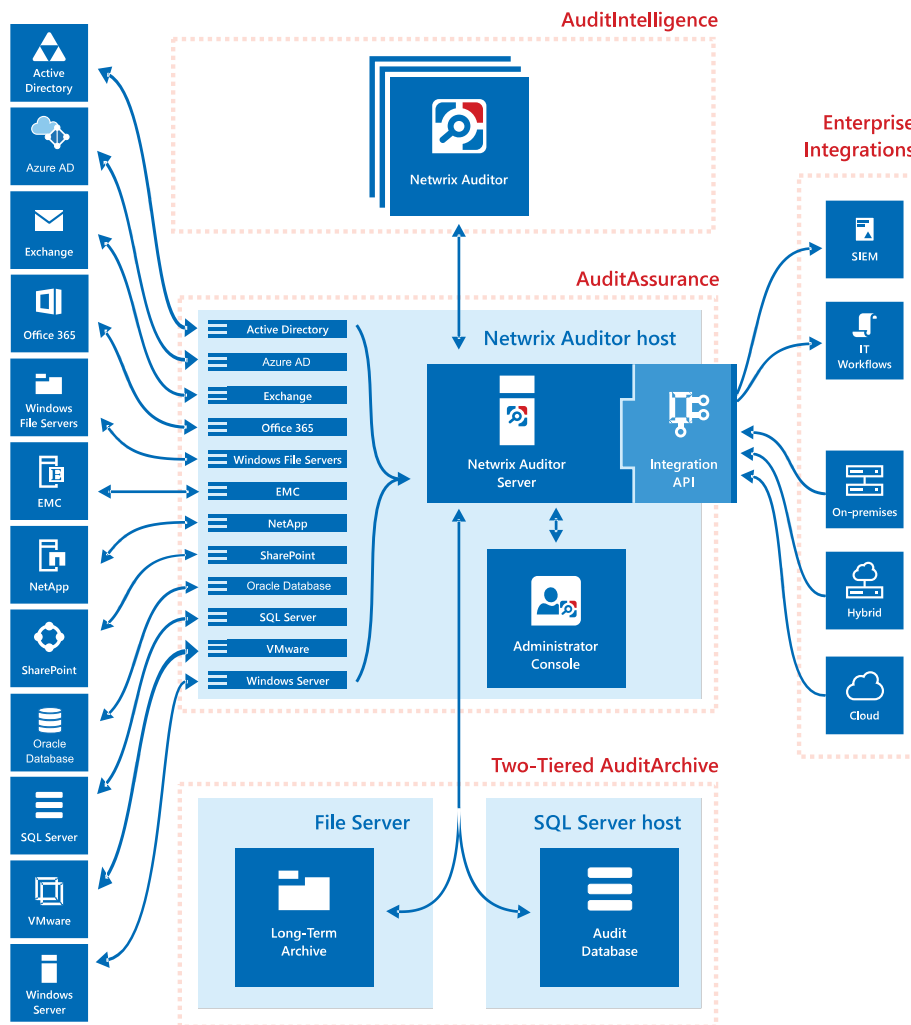 AuditIntelligence
Active
Directory
Azure AD
Exchange
Office 365
Windows
File Servers
EMC
NetApp
SharePoint
Oracle
Database
SQL Server
VMware
Windows
Server
Netwrix Auditor
AuditAssurance
Active Directory
Azure AD
Exchange
Office 365
Windows File Servers
EMC
NetApp
SharePoint
Oracle Database
SQL Server
VMware
Windows Server
Netwrix Auditor host
Netwrix Auditor
Server
Integration
API
Administrator
Console
Enterprise
Integrations
SIEM
IT
Workflows
On-premises
Hybrid
Cloud
Two-Tiered AuditArchive
File Server
Long-Term
Archive
SQL Server host
Audit
Database